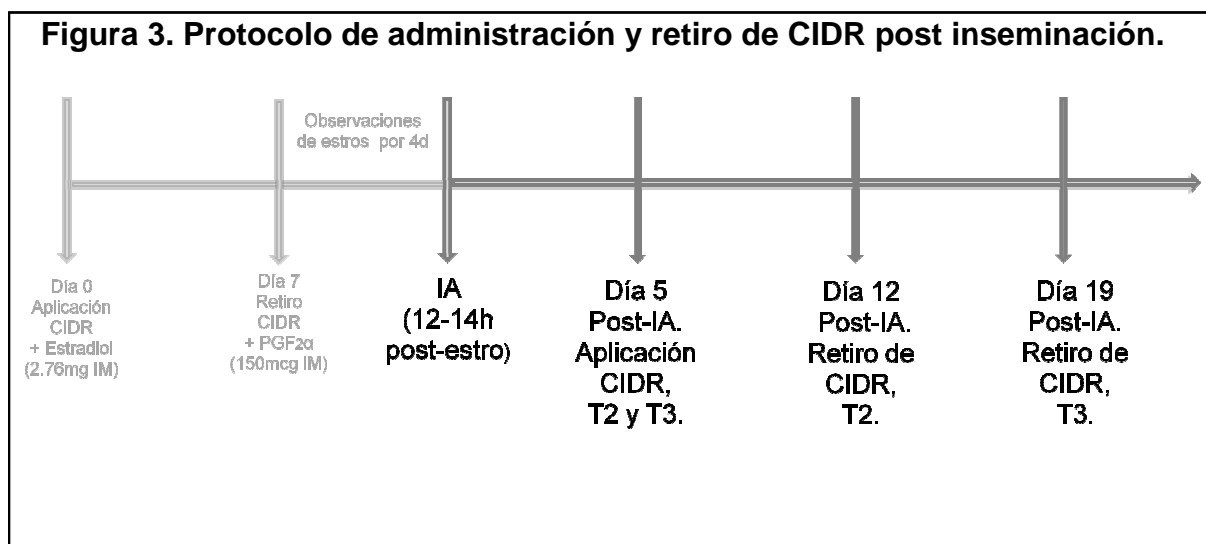 Figura 3. Protocolo de administración y retiro de CIDR post inseminación.
Observaciones
de estros por 4d
Día 0
Aplicación
CIDR
+ Estradiol
(2.76mg IM)
Día 7
Retiro
CIDR
+ PGF2α
(150mcg IM)
IA
(12-14h
post-estro)
Día 5
Post-IA.
Aplicación
CIDR,
T2 y T3.
Día 12
Post-IA.
Retiro de
CIDR,
T2.
Día 19
Post-IA.
Retiro de
CIDR,
T3.